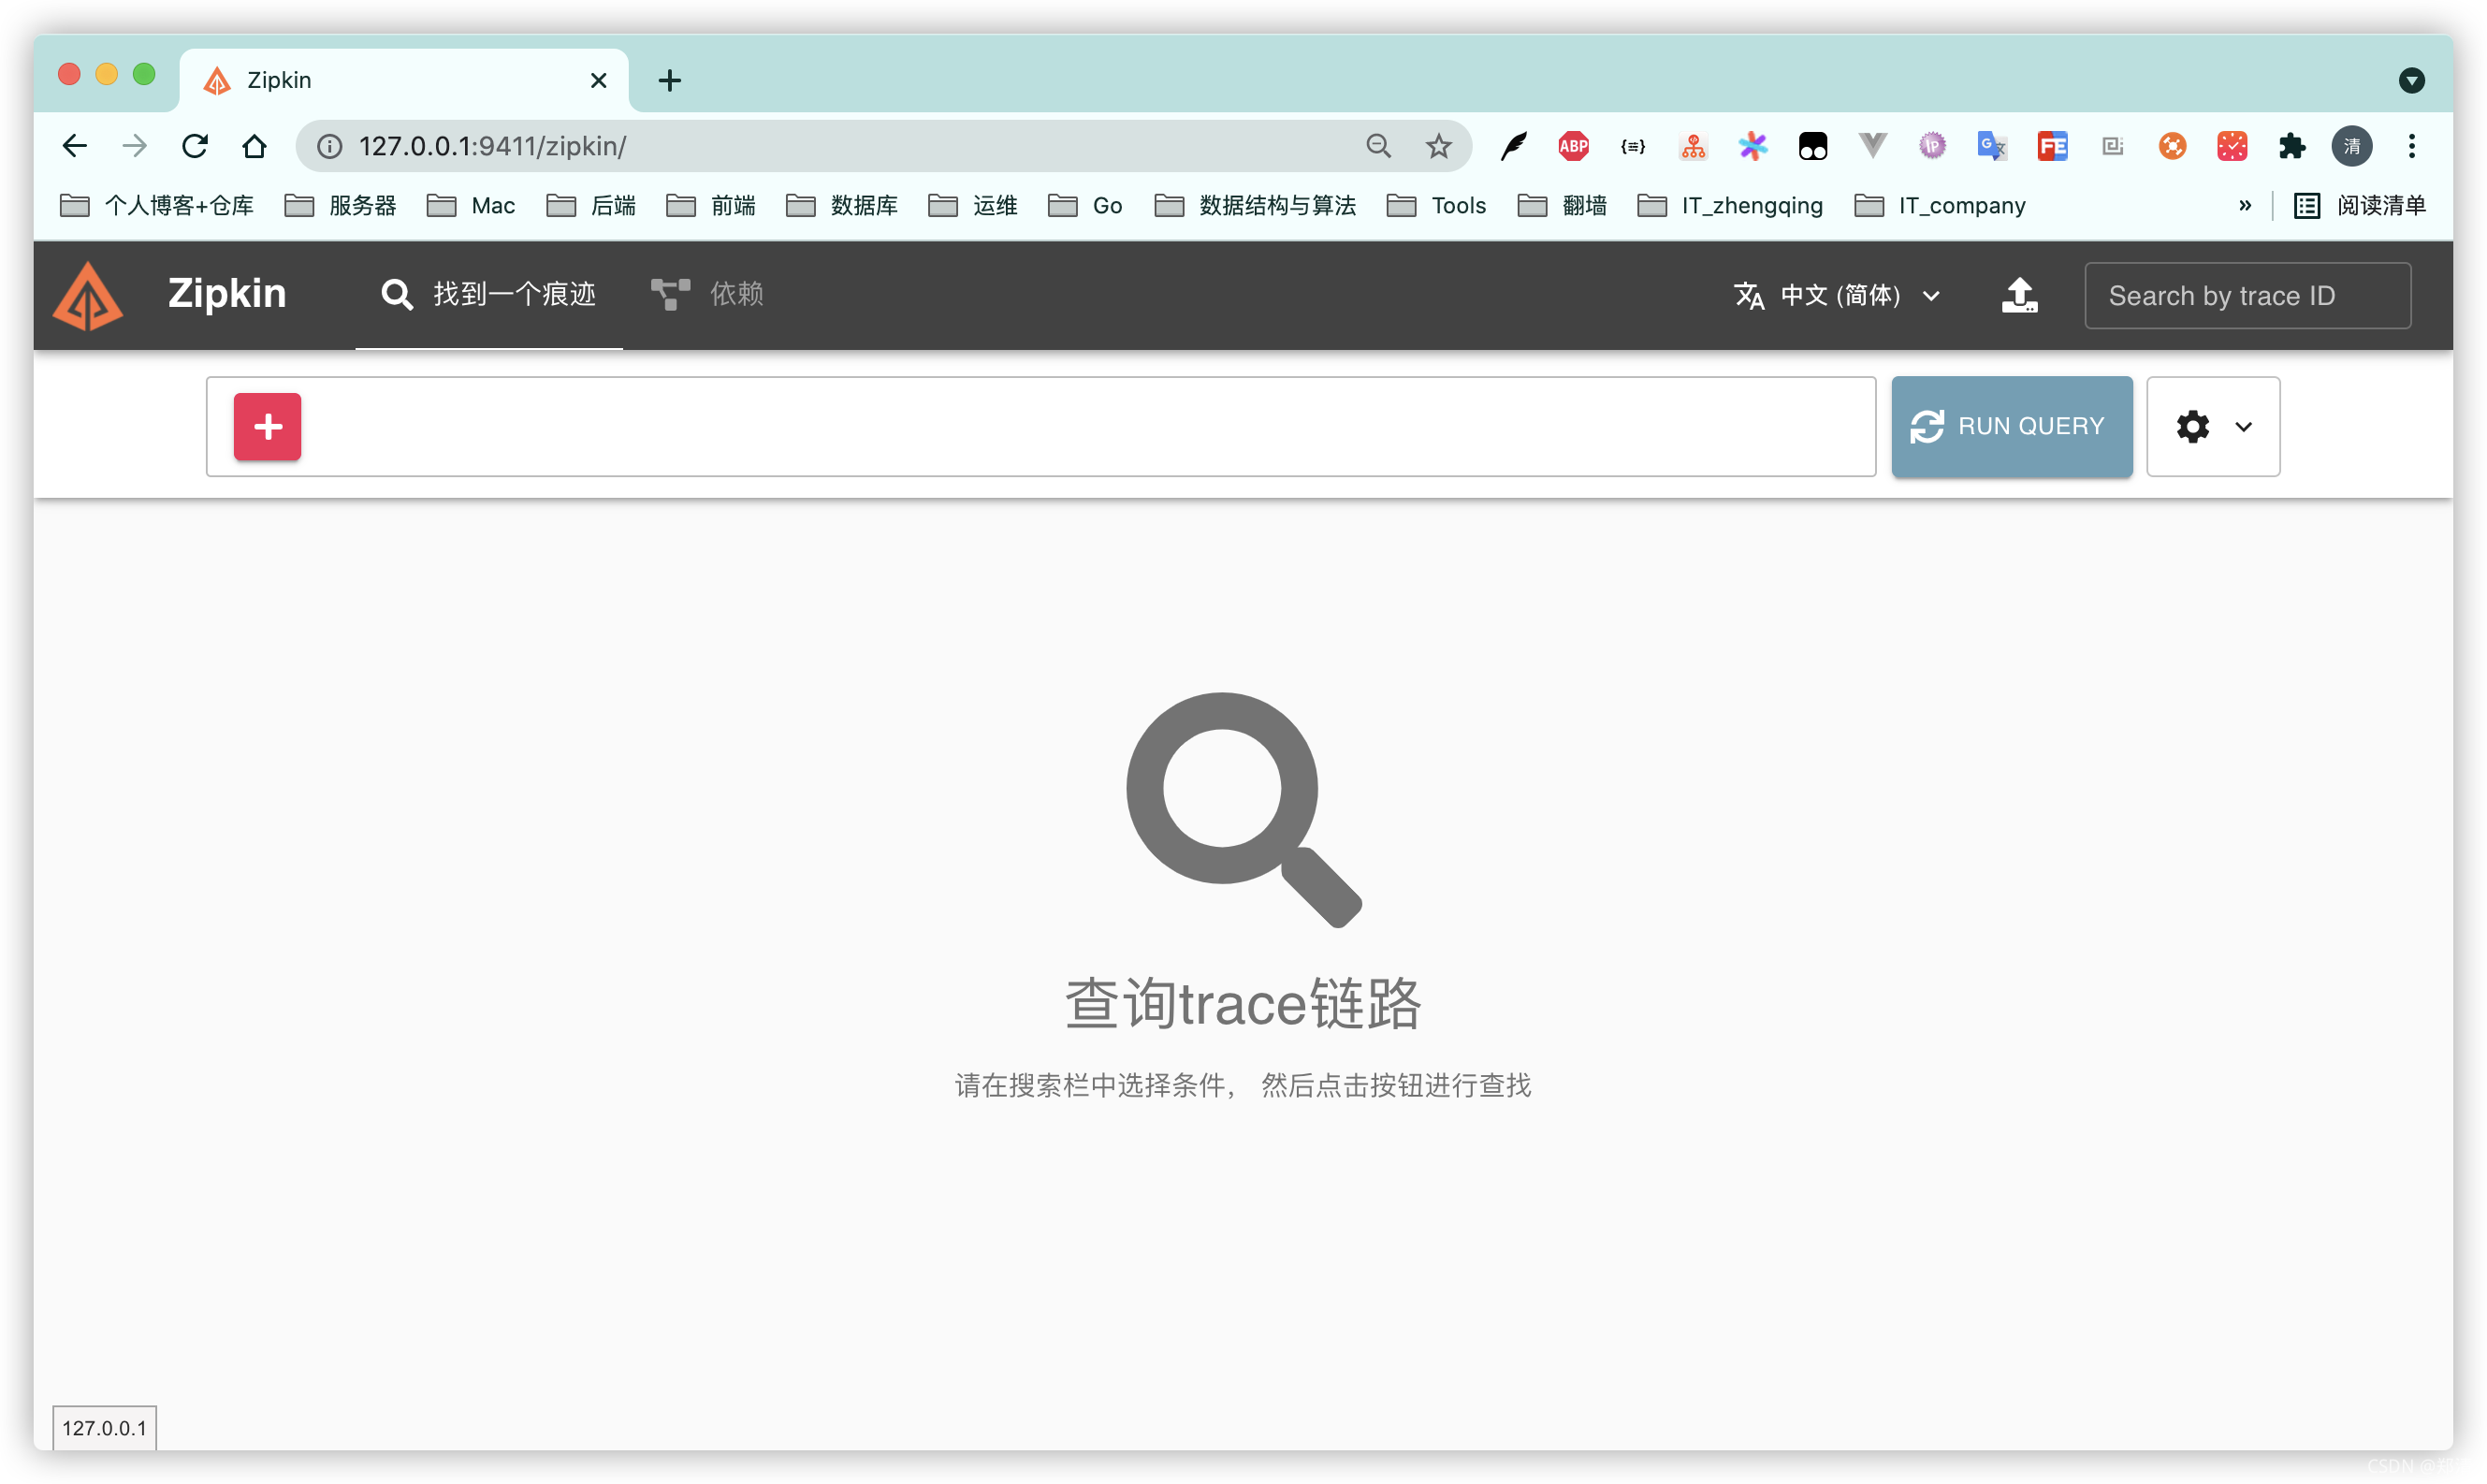 Zipkin
127.0.0.1:9411/zipkin/
ABP
{≡}
IP
G 文
FE
清
个人博客+仓库 服务器 Mac 后端 前端 数据库 运维 Go 数据结构与算法 Tools 翻墙 IT_zhengqing IT_company » 阅读清单
Zipkin 找到一个痕迹 依赖 中文 (简体) Search by trace ID
RUN QUERY
查询trace链路
请在搜索栏中选择条件， 然后点击按钮进行查找
127.0.0.1
CSDN